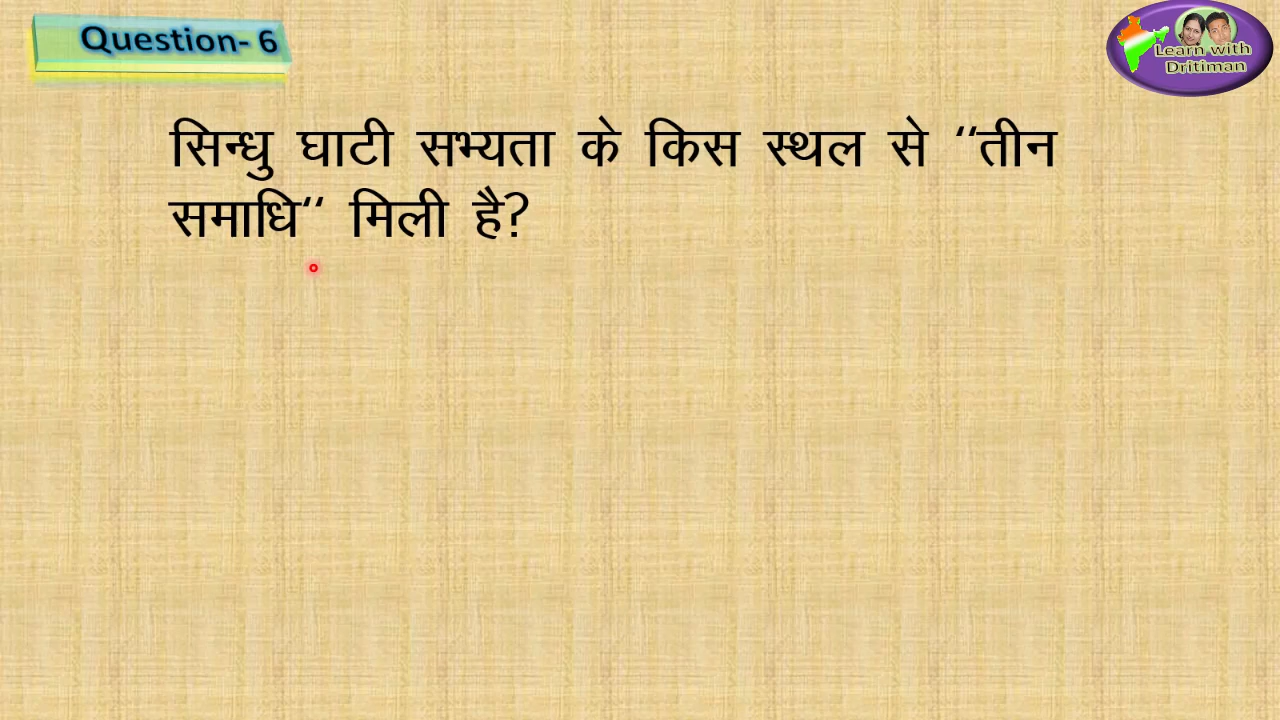 Question- 6
Learn with
Dritiman
सिन्धु घाटी सभ्यता के किस स्थल से “तीन
समाधि“ मिली है?